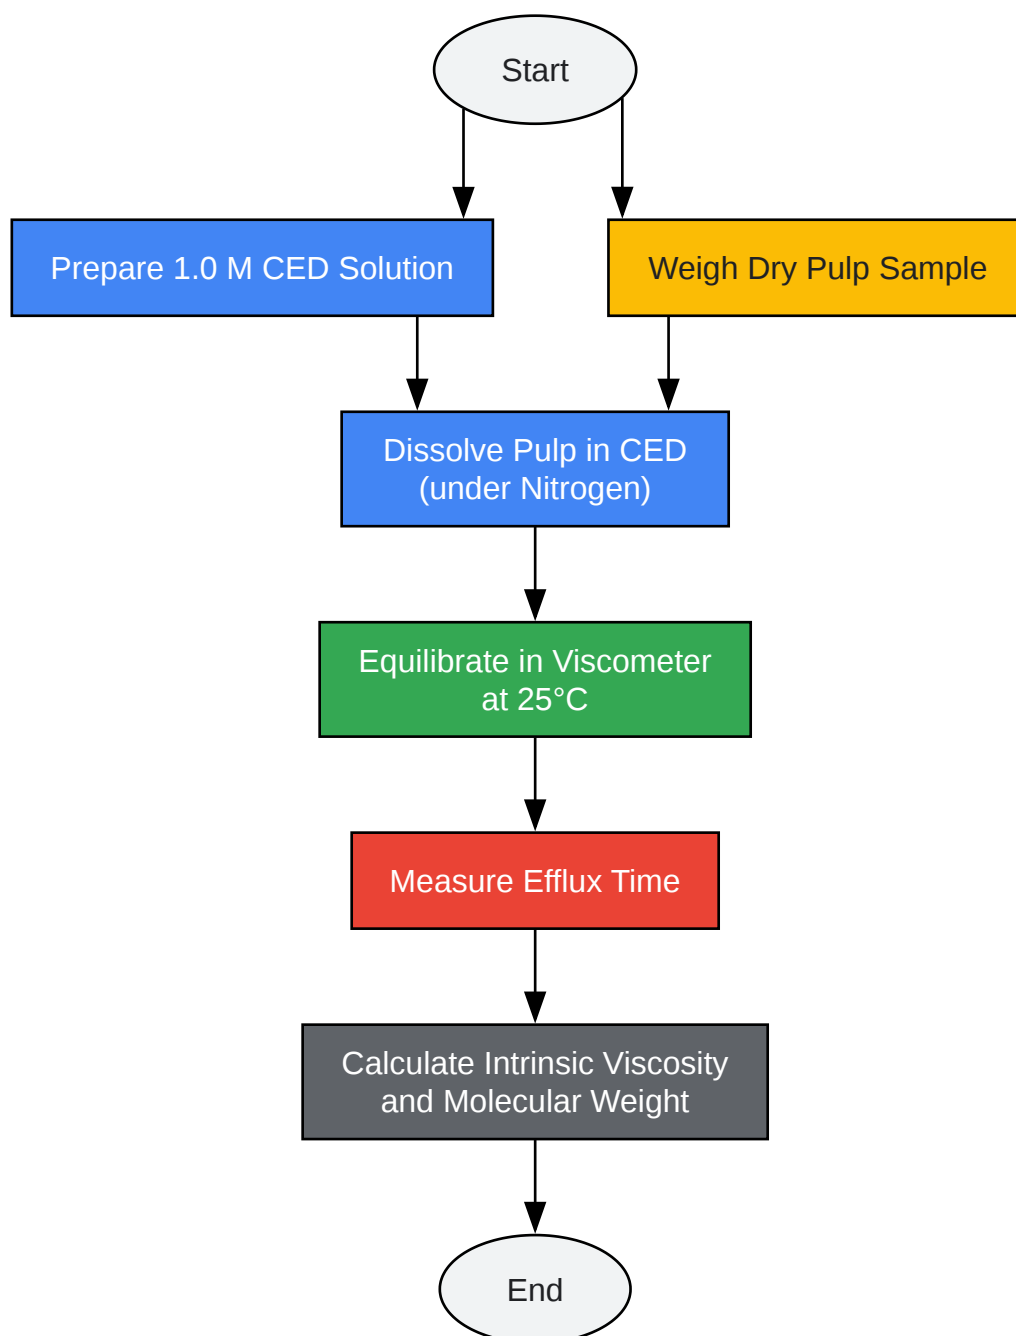 Start
Prepare 1.0 M CED Solution
Weigh Dry Pulp Sample
Dissolve Pulp in CED
(under Nitrogen)
Equilibrate in Viscometer
at 25°C
Measure Efflux Time
Calculate Intrinsic Viscosity
and Molecular Weight
End